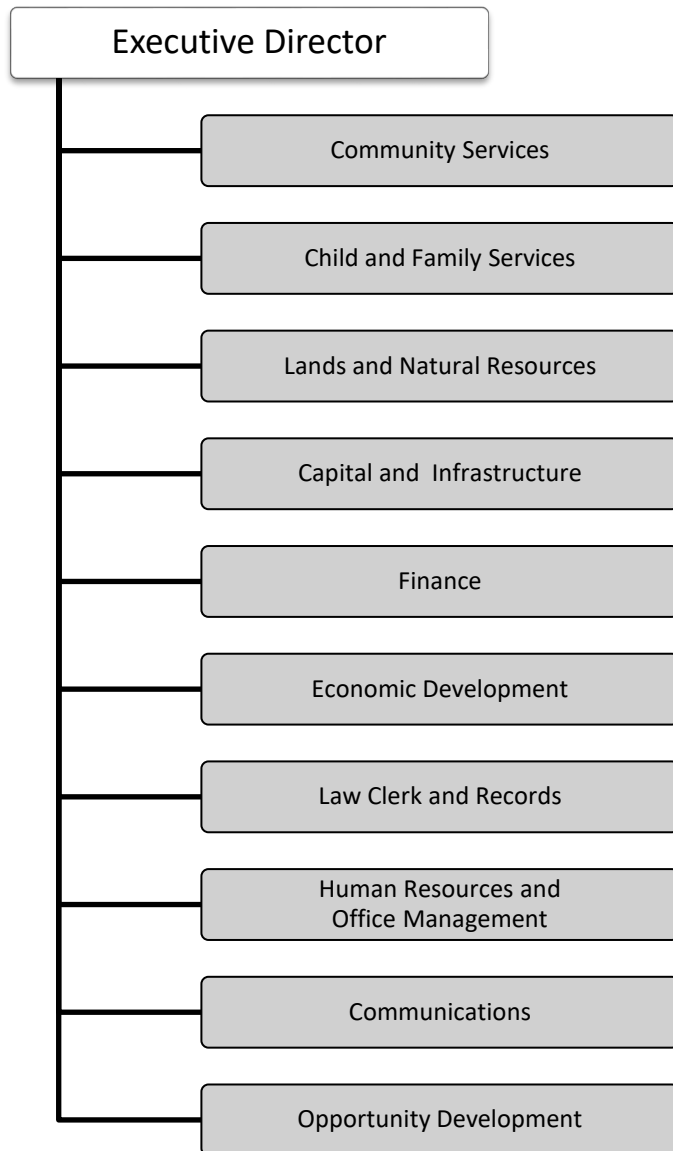 Executive Director
Community Services
Child and Family Services
Lands and Natural Resources
Capital and  Infrastructure
Finance
Economic Development
Law Clerk and Records
Human Resources and
Office Management
Communications
Opportunity Development